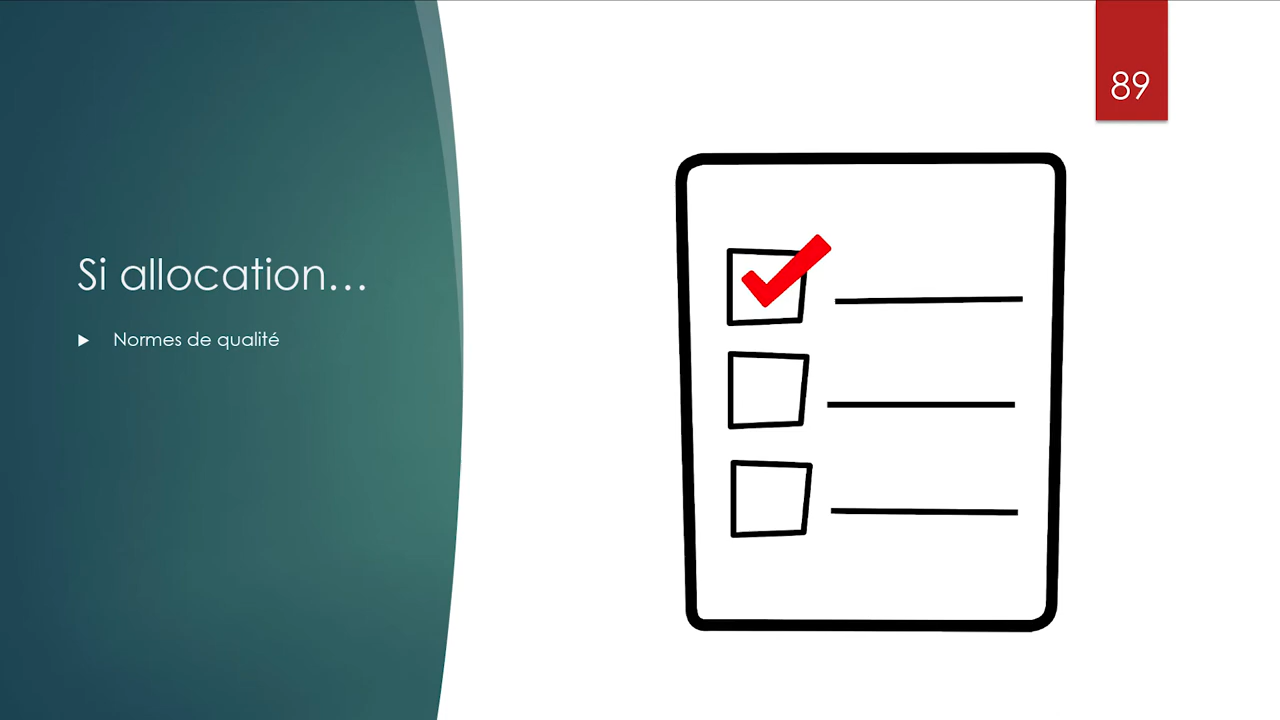 89
Si allocation…
Normes de qualité